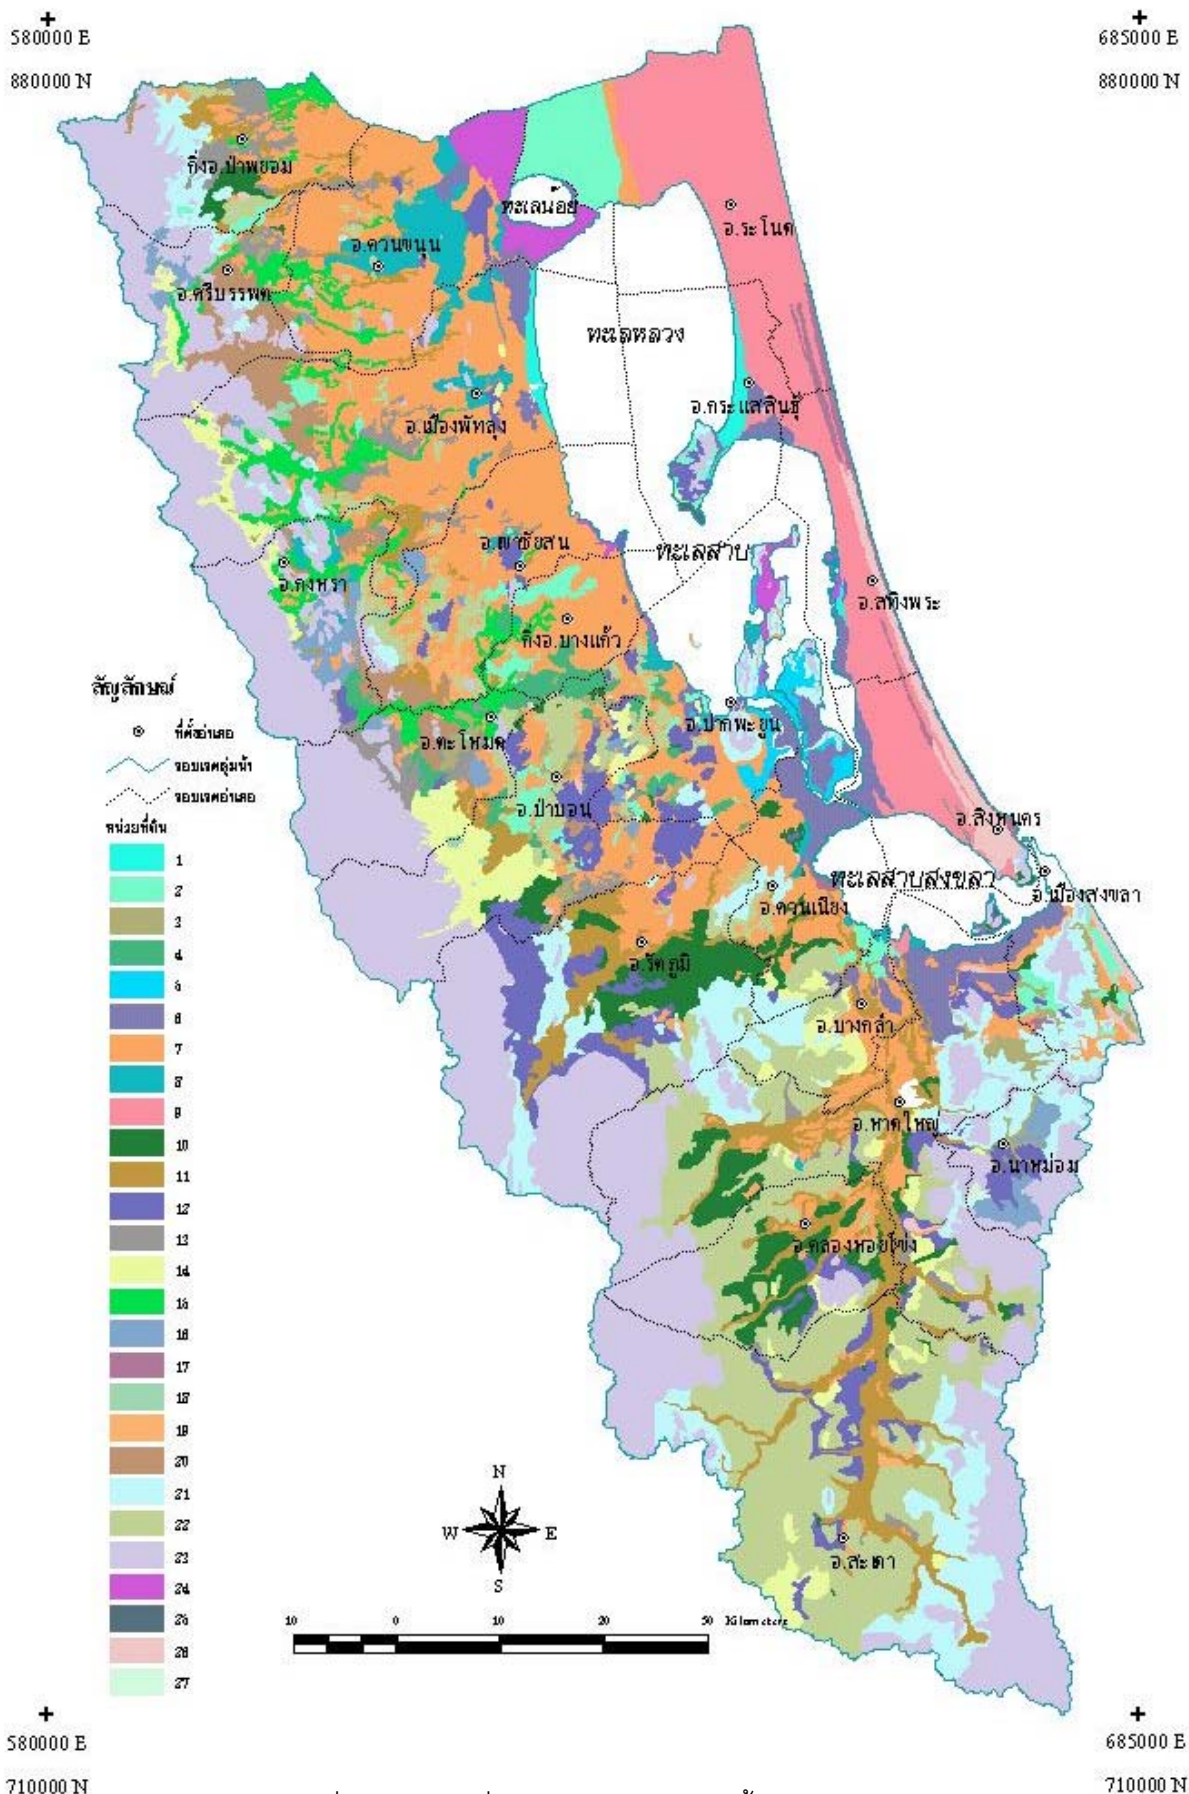 580000 E
685000 E
880000 N
880000 N
กิ่งอ.ป่าพยอม
ทะเลน้อย
อ.ระโนด
อ.ควนขนุน
อ.ศรีบรรพต
ทะเลหลวง
อ.กระแสสินธุ์
อ.เมืองพัทลุง
อ.เขาชัยสน
ทะเลสาบ
อ.กงหรา
อ.สทิงพระ
กิ่งอ.บางแก้ว
สัญลักษณ์
ที่ตั้งอำเภอ
อ.ปากพะยูน
อ.ตะโหมด
ขอบเขตลุ่มน้ำ
ขอบเขตอำเภอ
อ.ป่าบอน
อ.สิงหนคร
หน่วยที่ดิน
ทะเลสาบสงขลา
อ.เมืองสงขลา
อ.ควนเนียง
อ.รัตภูมิ
อ.บางกล่ำ
อ.หาดใหญ่
อ.นาหม่อม
อ.คลองหอยโข่ง
อ.สะเดา
1
2
3
4
5
6
7
8
9
10
11
12
13
14
15
16
17
18
19
20
21
22
23
24
25
26
27
N
W E
S
10 0 10 20 30 Kilometers
580000 E
685000 E
710000 N
710000 N